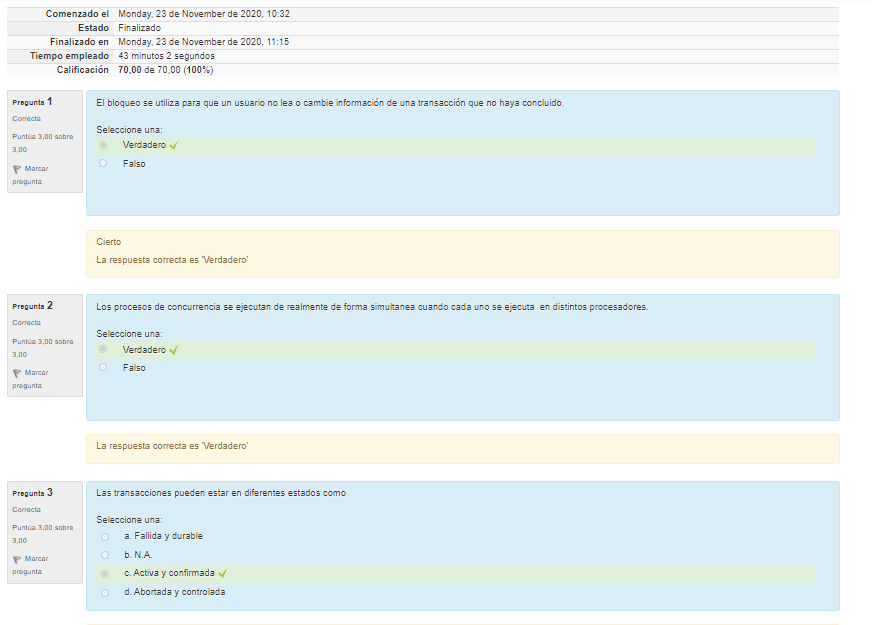 Comenzado el Monday, 23 de November de 2020, 10:32
Estado Finalizado
Finalizado en Monday, 23 de November de 2020, 11:15
Tiempo empleado 43 minutos 2 segundos
Calificación 70,00 de 70,00 (100%)
Pregunta 1
Correcta
Puntúa 3,00 sobre
3,00
Marcar
pregunta
El bloqueo se utiliza para que un usuario no lea o cambie información de una transacción que no haya concluido.
Seleccione una:
Verdadero
Falso
Cierto
La respuesta correcta es 'Verdadero'
Pregunta 2
Correcta
Puntúa 3,00 sobre
3,00
Marcar
pregunta
Los procesos de concurrencia se ejecutan de realmente de forma simultanea cuando cada uno se ejecuta en distintos procesadores.
Seleccione una:
Verdadero
Falso
La respuesta correcta es 'Verdadero'
Pregunta 3
Correcta
Puntúa 3,00 sobre
3,00
Marcar
pregunta
Las transacciones pueden estar en diferentes estados como
Seleccione una:
a. Fallida y durable
b. N.A.
c. Activa y confirmada
d. Abortada y controlada